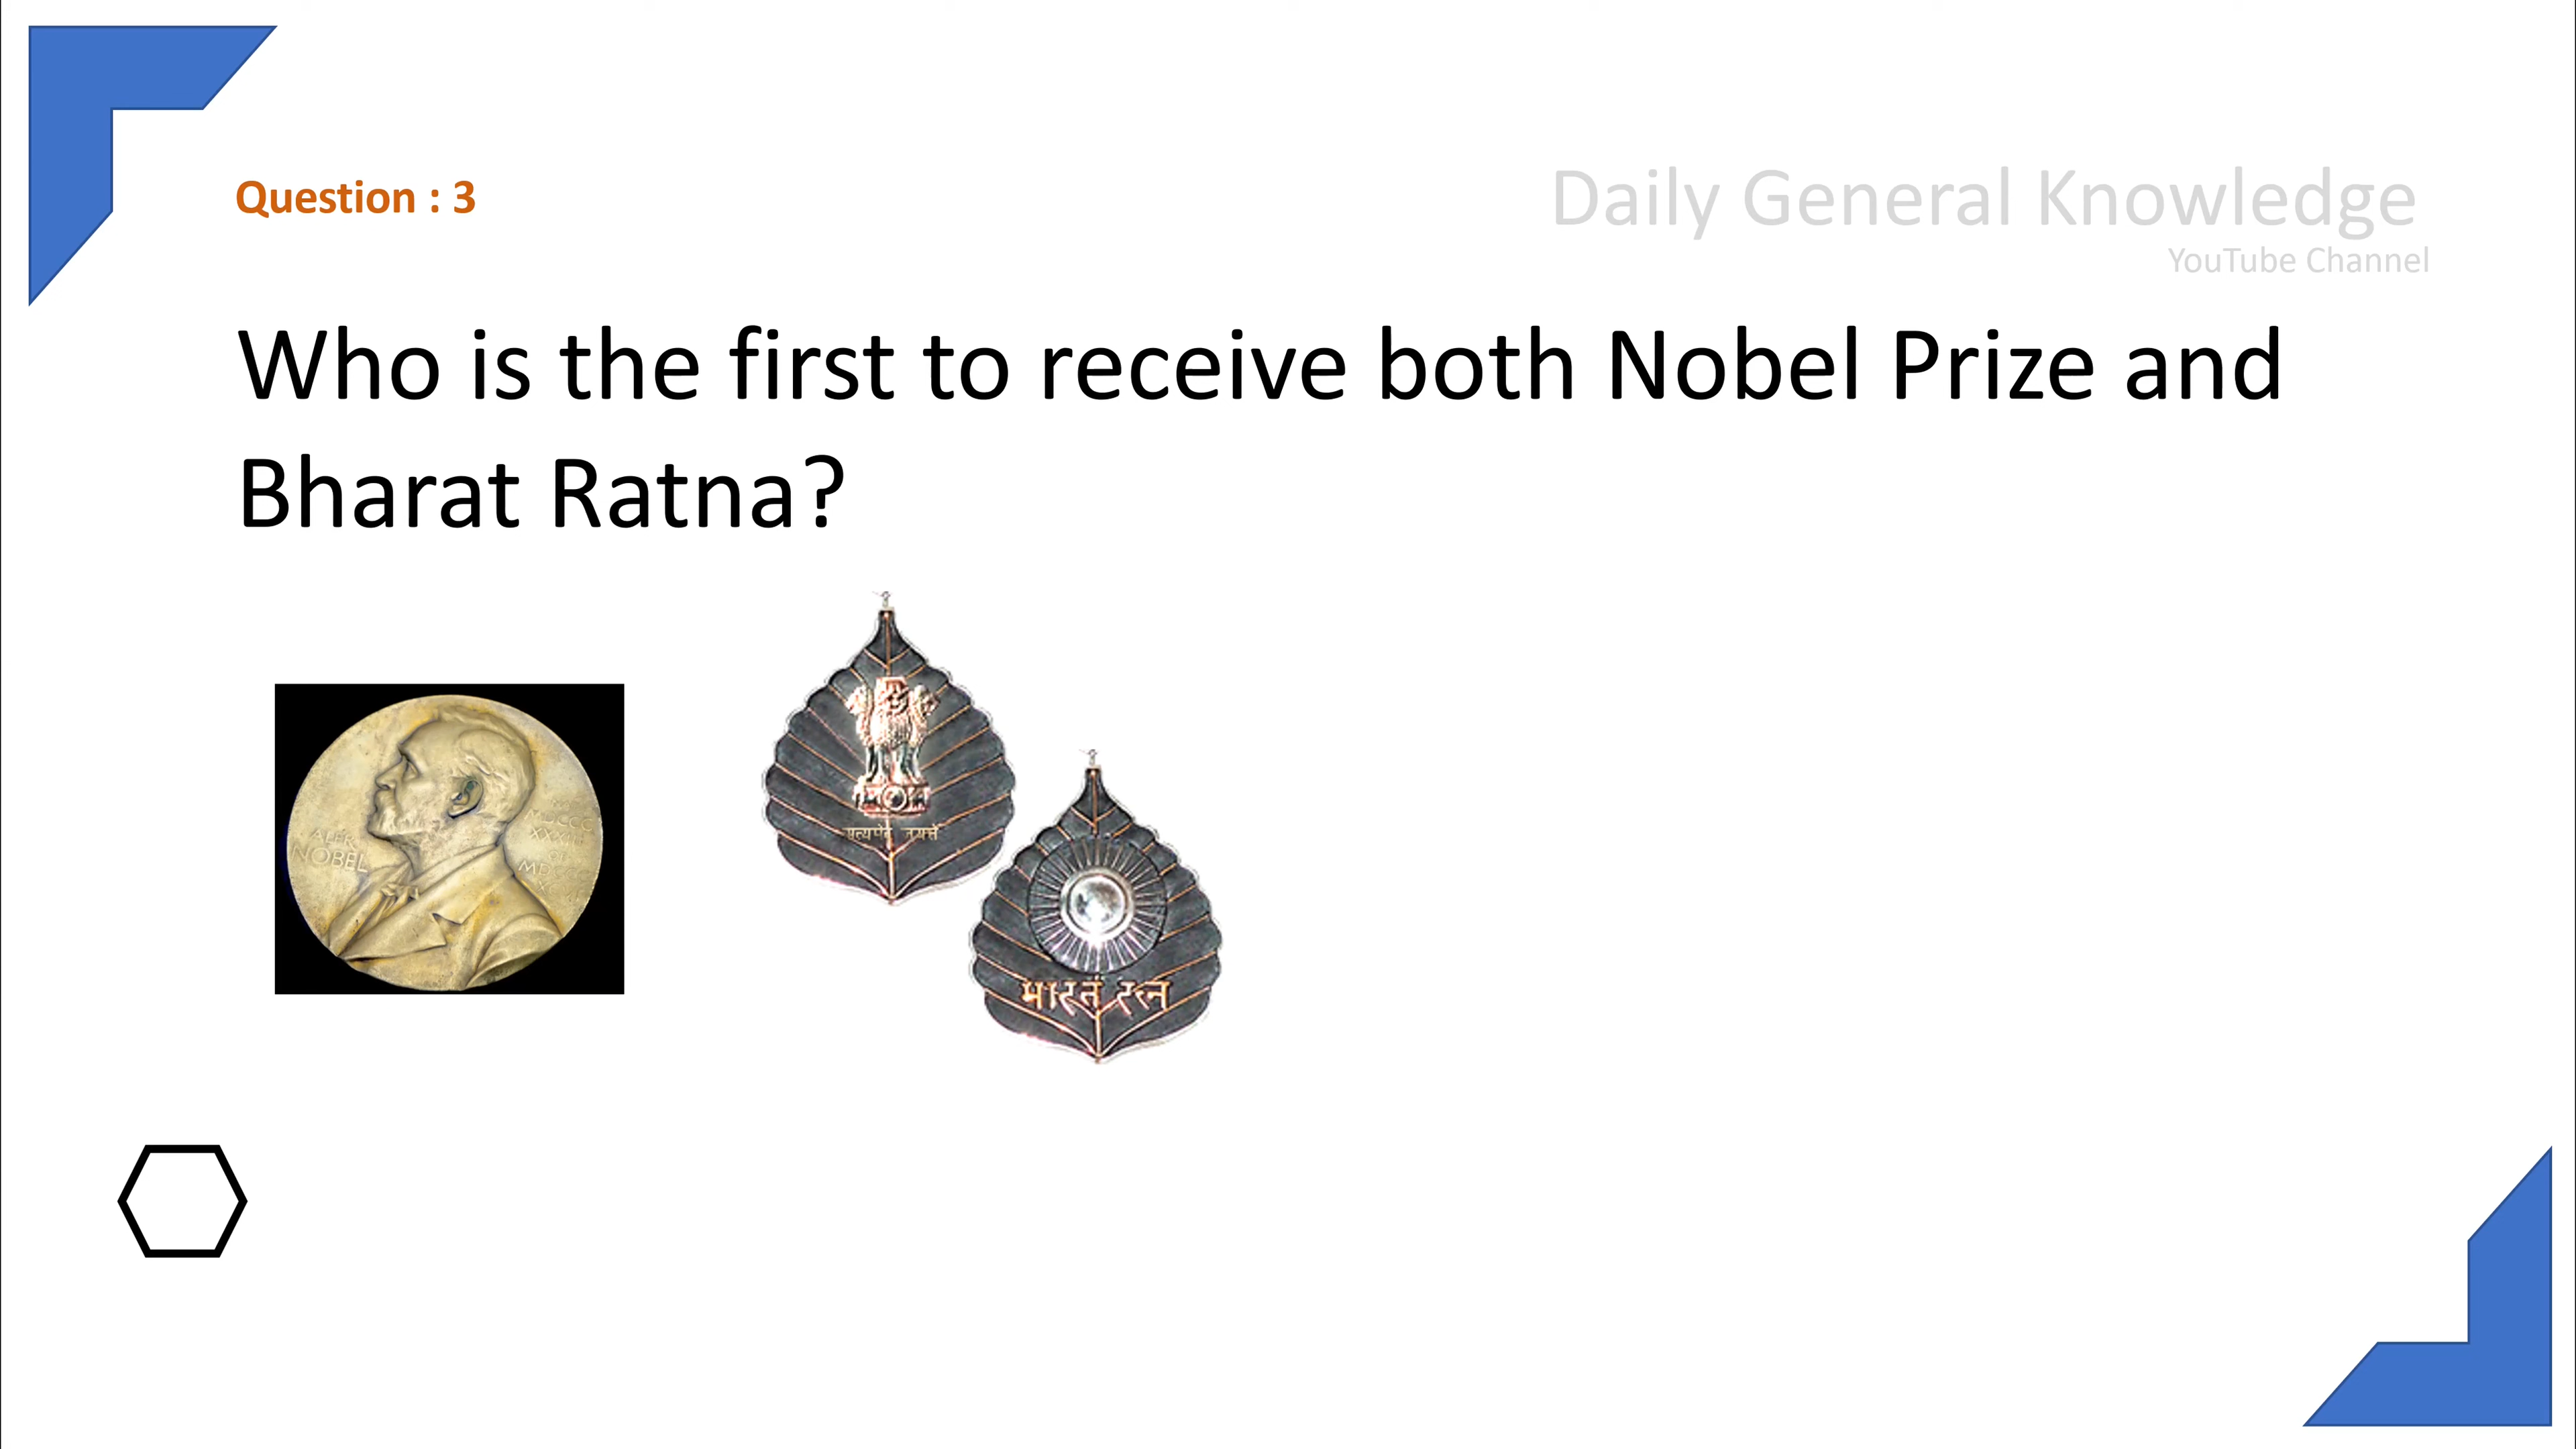 Question : 3
Daily General Knowledge
YouTube Channel
Who is the first to receive both Nobel Prize and
Bharat Ratna?
NOBEL
भारत रत्न